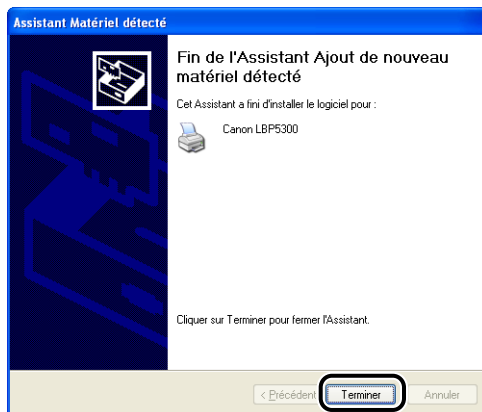 Assistant Matériel détecté
Fin de l'Assistant Ajout de nouveau
matériel détecté
Cet Assistant a fini d'installer le logiciel pour :
Canon LBP5300
Cliquer sur Terminer pour fermer l'Assistant.
< Précédent
Terminer
Annuler